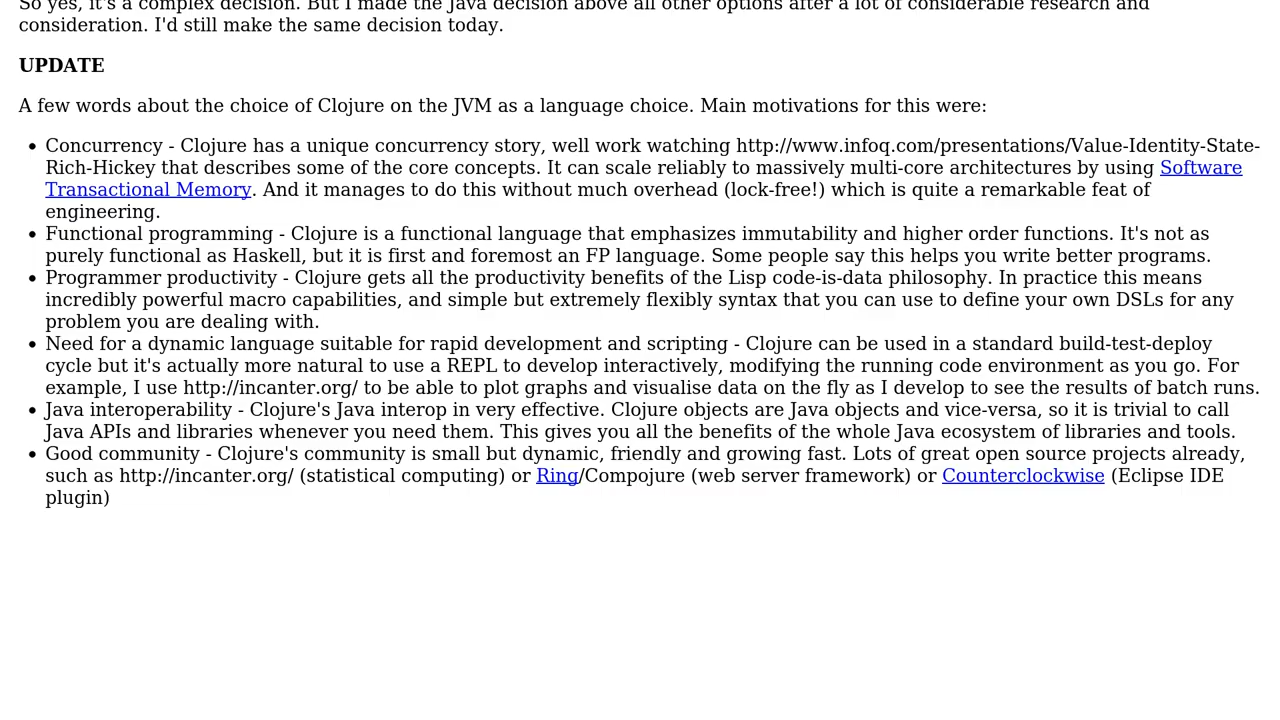 So yes, it's a complex decision. But I made the Java decision above all other options after a lot of considerable research and
consideration. I'd still make the same decision today.
UPDATE
A few words about the choice of Clojure on the JVM as a language choice. Main motivations for this were:
• Concurrency - Clojure has a unique concurrency story, well work watching http://www.infoq.com/presentations/Value-Identity-State-
Rich-Hickey that describes some of the core concepts. It can scale reliably to massively multi-core architectures by using Software
Transactional Memory. And it manages to do this without much overhead (lock-free!) which is quite a remarkable feat of
engineering.
• Functional programming - Clojure is a functional language that emphasizes immutability and higher order functions. It's not as
purely functional as Haskell, but it is first and foremost an FP language. Some people say this helps you write better programs.
• Programmer productivity - Clojure gets all the productivity benefits of the Lisp code-is-data philosophy. In practice this means
incredibly powerful macro capabilities, and simple but extremely flexibly syntax that you can use to define your own DSLs for any
problem you are dealing with.
• Need for a dynamic language suitable for rapid development and scripting - Clojure can be used in a standard build-test-deploy
cycle but it's actually more natural to use a REPL to develop interactively, modifying the running code environment as you go. For
example, I use http://incanter.org/ to be able to plot graphs and visualise data on the fly as I develop to see the results of batch runs.
• Java interoperability - Clojure's Java interop in very effective. Clojure objects are Java objects and vice-versa, so it is trivial to call
Java APIs and libraries whenever you need them. This gives you all the benefits of the whole Java ecosystem of libraries and tools.
• Good community - Clojure's community is small but dynamic, friendly and growing fast. Lots of great open source projects already,
such as http://incanter.org/ (statistical computing) or Ring/Compojure (web server framework) or Counterclockwise (Eclipse IDE
plugin)